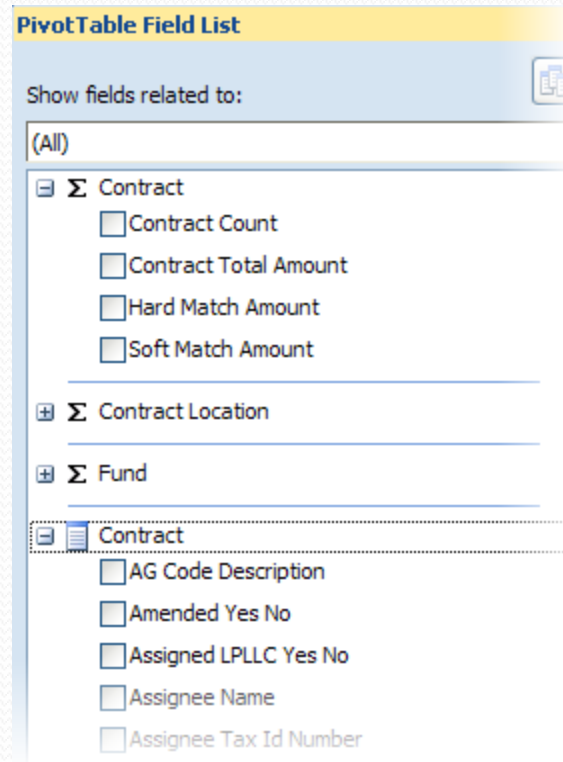 PivotTable Field List
Show fields related to:
(All)
Σ Contract
Contract Count
Contract Total Amount
Hard Match Amount
Soft Match Amount
Σ Contract Location
Σ Fund
Contract
AG Code Description
Amended Yes No
Assigned LPLLC Yes No
Assignee Name
Assignee Tax Id Number